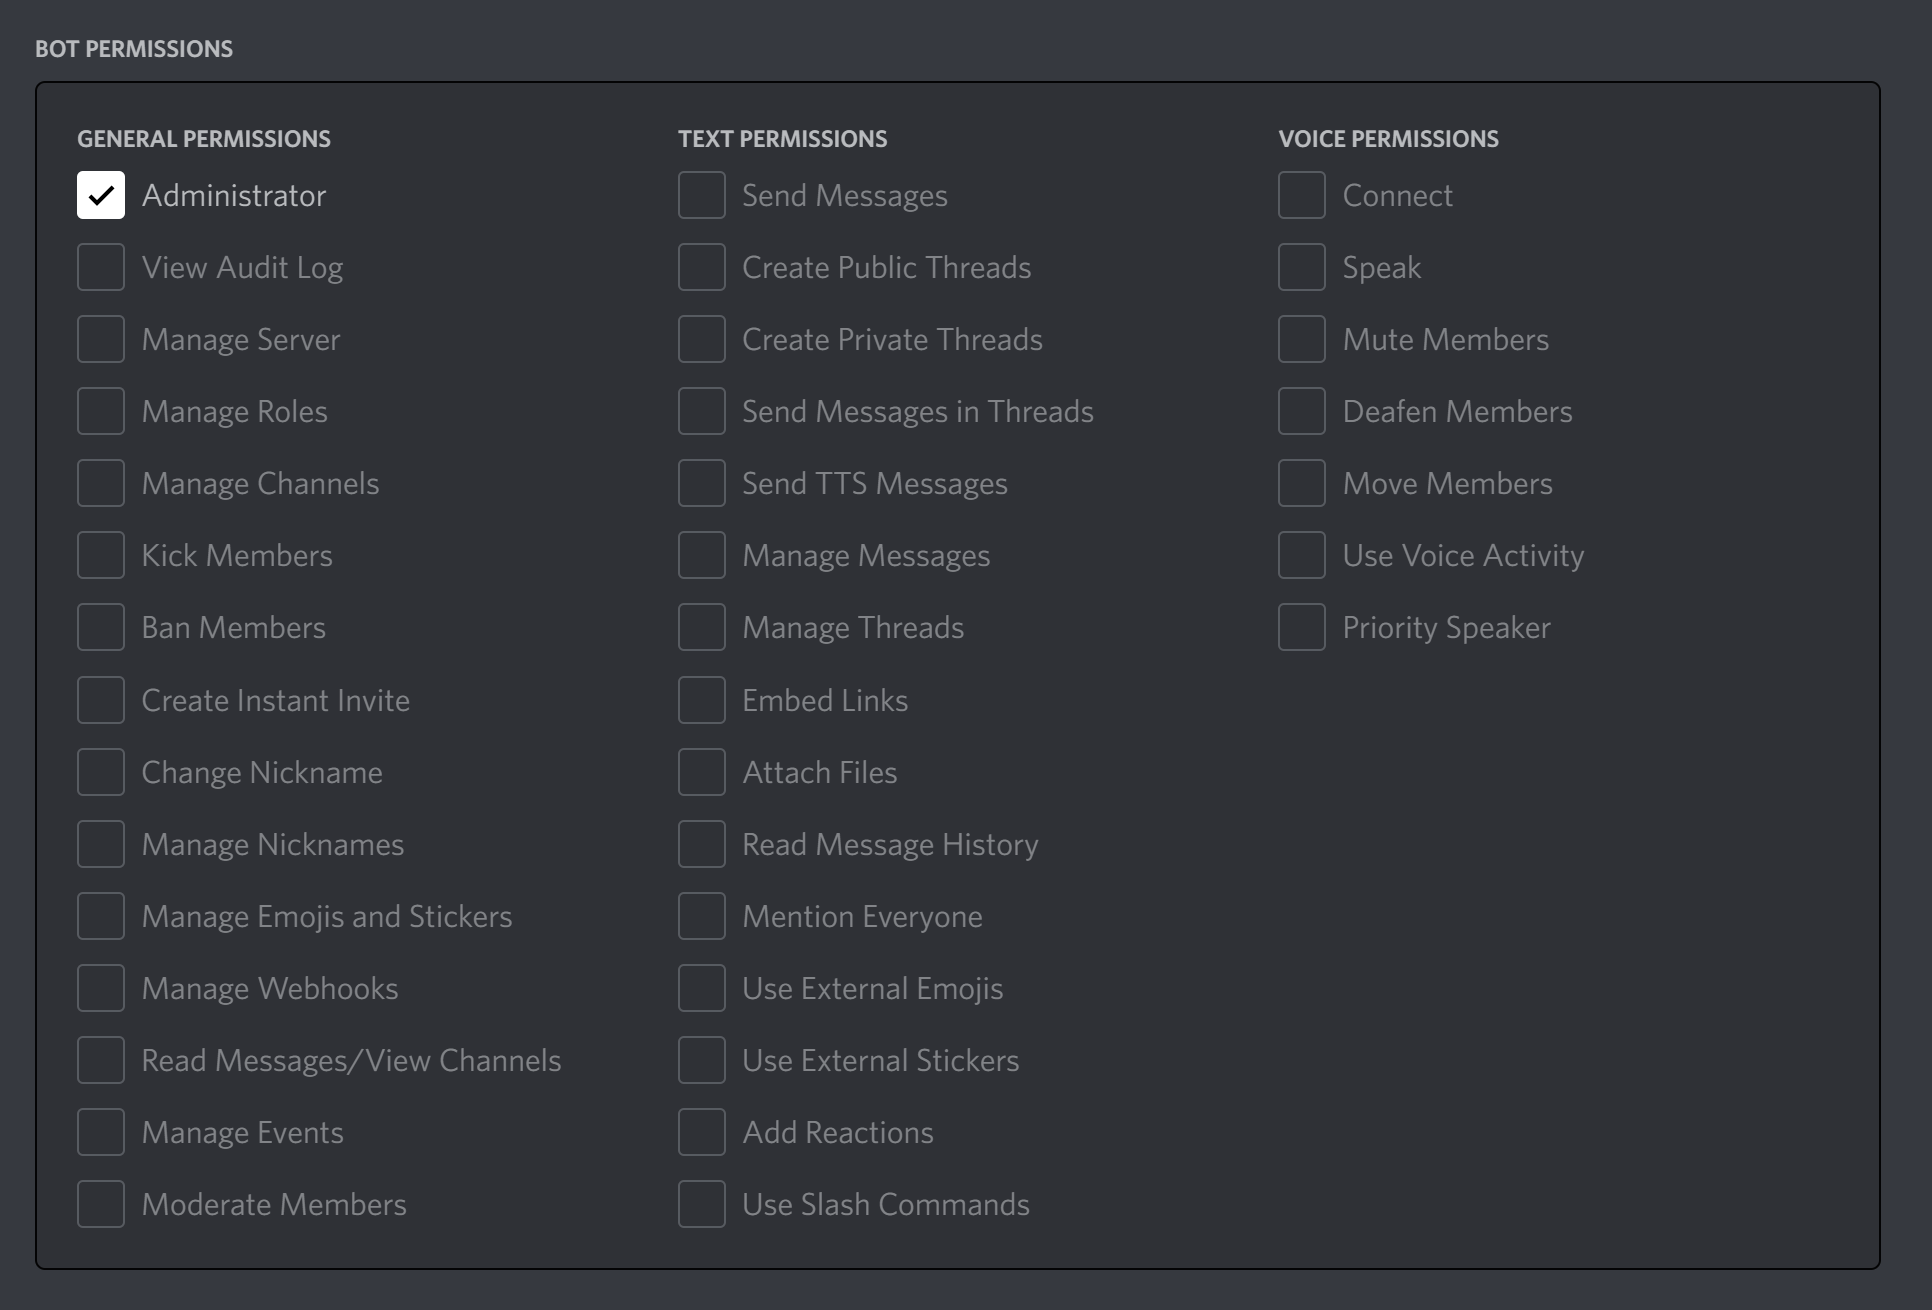 BOT PERMISSIONS
GENERAL PERMISSIONS
Administrator
View Audit Log
Manage Server
Manage Roles
Manage Channels
Kick Members
Ban Members
Create Instant Invite
Change Nickname
Manage Nicknames
Manage Emojis and Stickers
Manage Webhooks
Read Messages/View Channels
Manage Events
Moderate Members
TEXT PERMISSIONS
Send Messages
Create Public Threads
Create Private Threads
Send Messages in Threads
Send TTS Messages
Manage Messages
Manage Threads
Embed Links
Attach Files
Read Message History
Mention Everyone
Use External Emojis
Use External Stickers
Add Reactions
Use Slash Commands
VOICE PERMISSIONS
Connect
Speak
Mute Members
Deafen Members
Move Members
Use Voice Activity
Priority Speaker